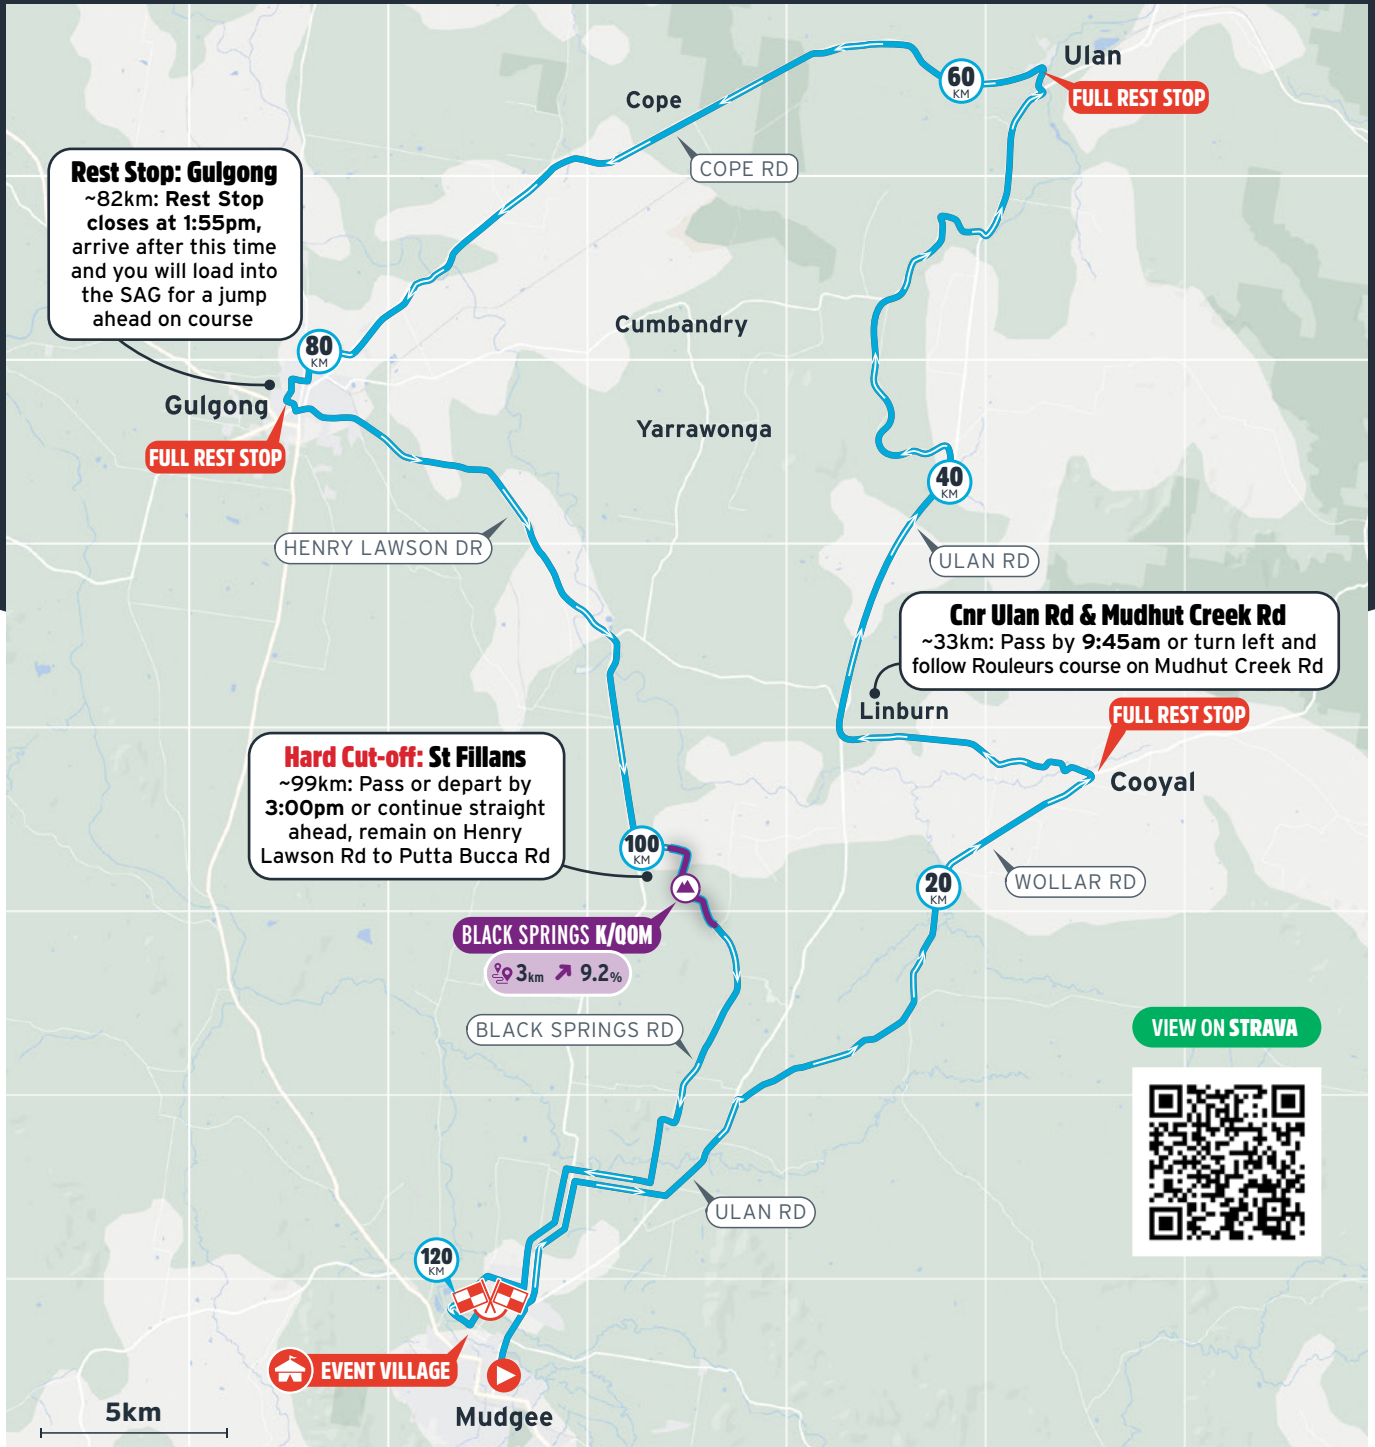 Ulan
FULL REST STOP
60
KM
Cope
COPE RD
Rest Stop: Gulgong
~82km: Rest Stop
closes at 1:55pm,
arrive after this time
and you will load into
the SAG for a jump
ahead on course
80
KM
Cumbandry
Gulgong
FULL REST STOP
Yarrawonga
40
KM
HENRY LAWSON DR
ULAN RD
Cnr Ulan Rd & Mudhut Creek Rd
~33km: Pass by 9:45am or turn left and
follow Rouleurs course on Mudhut Creek Rd
Linburn
FULL REST STOP
Cooyal
Hard Cut-off: St Fillans
~99km: Pass or depart by
3:00pm or continue straight
ahead, remain on Henry
Lawson Rd to Putta Bucca Rd
100
KM
20
KM
WOLLAR RD
BLACK SPRINGS K/QOM
3km 9.2%
BLACK SPRINGS RD
VIEW ON STRAVA
ULAN RD
120
KM
EVENT VILLAGE
Mudgee
5km